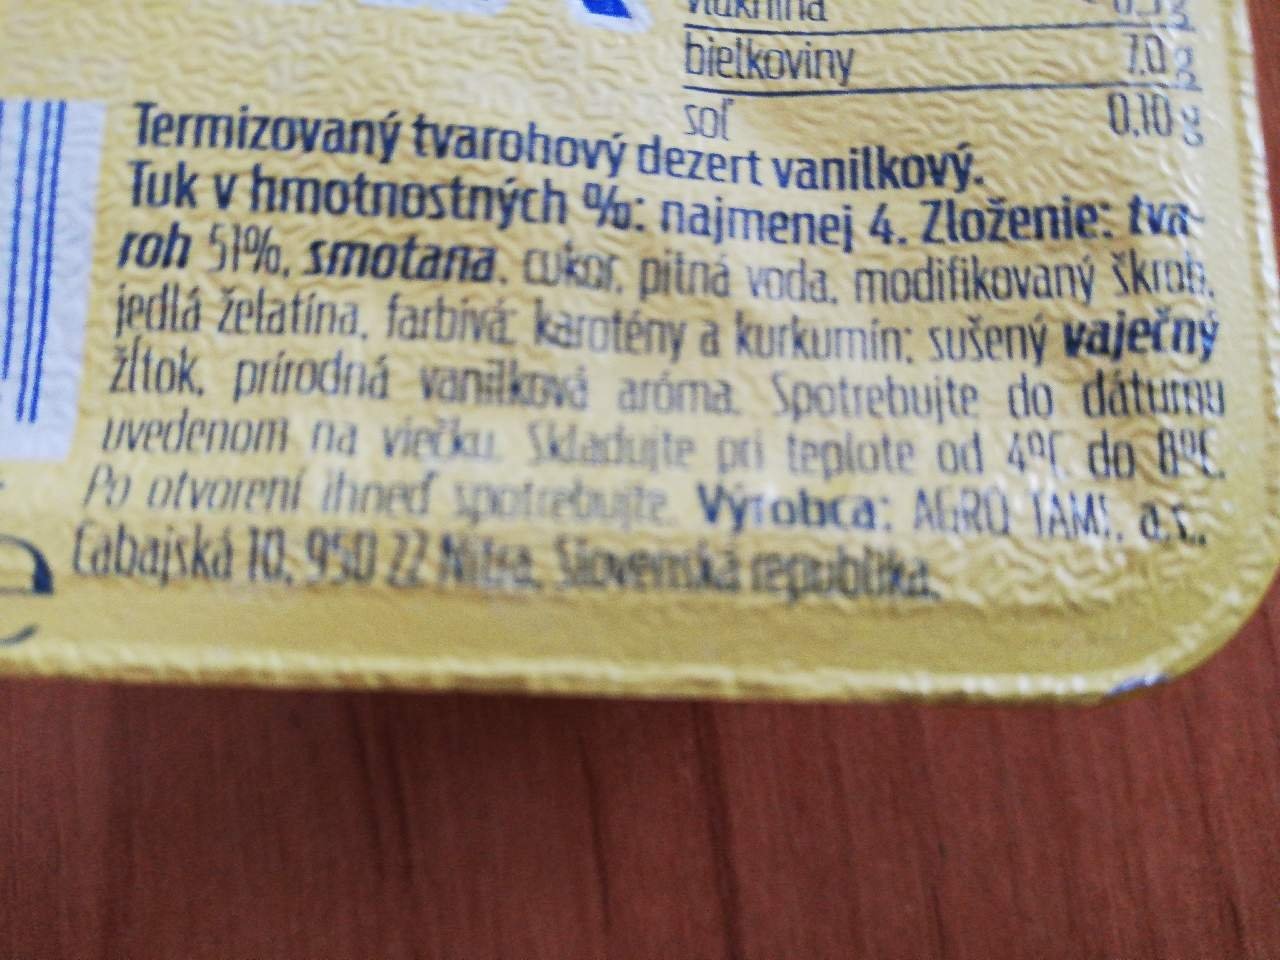 vláknina
bielkoviny 7,0 g
soľ 0,10 g
Termizovaný tvarohový dezert vanilkový.
Tuk v hmotnostných %: najmenej 4. Zloženie: tva-
roh 51%, smotana, cukor, pitná voda, modifikovaný škrob,
jedlá želatína, farbivá: karotény a kurkumín; sušený vaječný
žĺtok, prírodná vanilková aróma. Spotrebujte do dátumu
uvedenom na viečku. Skladujte pri teplote od 4°C do 8°C.
Po otvorení ihneď spotrebujte. Výrobca: AGRO TAMI, a.s.,
Cabajská 10, 950 22 Nitra, Slovenská republika.